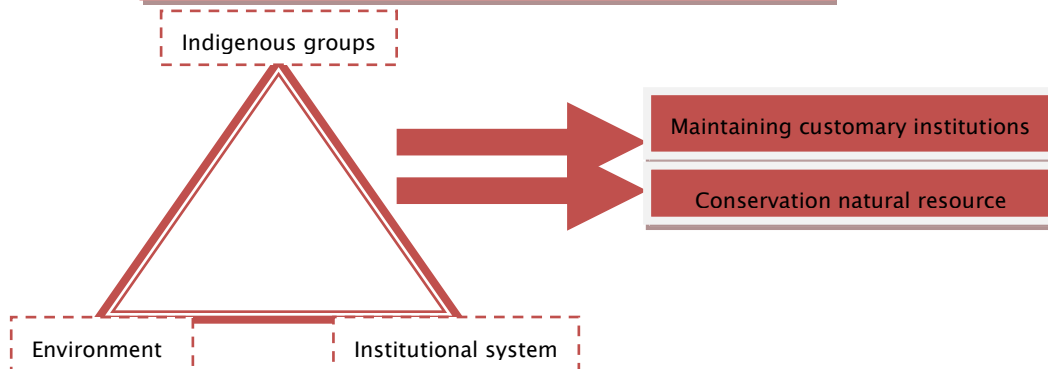 Indigenous groups
Maintaining customary institutions
Conservation natural resource
Environment
Institutional system